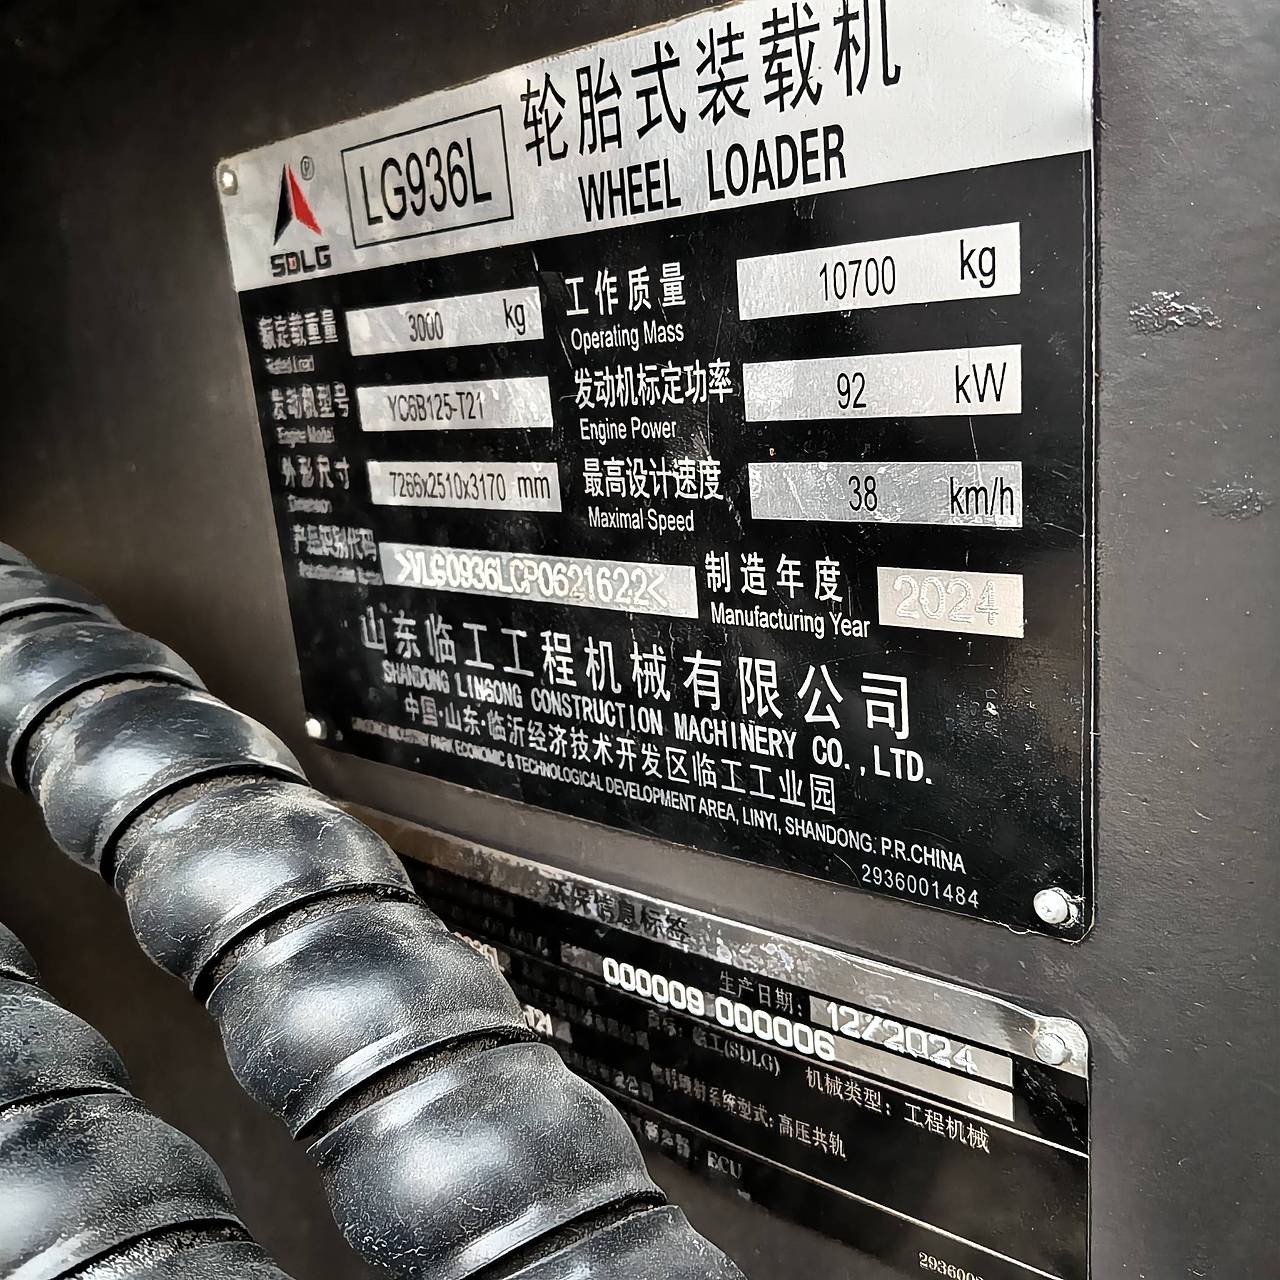 轮胎式装载机
LG936L
®
WHEEL LOADER
SDLG
额定载重量 3000 kg 工作质量 10700 kg
Rated Load Operating Mass
发动机型号 YC6B125-T21 发动机标定功率 92 kW
Engine Model Engine Power
外形尺寸 7266x2510x3170 mm 最高设计速度 38 km/h
Dimension Maximal Speed
产品识别代码 >VLG0936LCP0621622< 制造年度 2024
Manufacturing Year
山东临工工程机械有限公司
SHANDONG LINGONG CONSTRUCTION MACHINERY CO.,LTD.
中国·山东·临沂经济技术开发区临工工业园
INDUSTRY PARK ECONOMIC & TECHNOLOGICAL DEVELOPMENT AREA, LINYI, SHANDONG. P.R.CHINA
2936001484
环保信息标签
生产日期: 12/2024
000009 000006
临工(SDLG) 机械类型: 工程机械
燃料喷射系统型式: 高压共轨
ECU